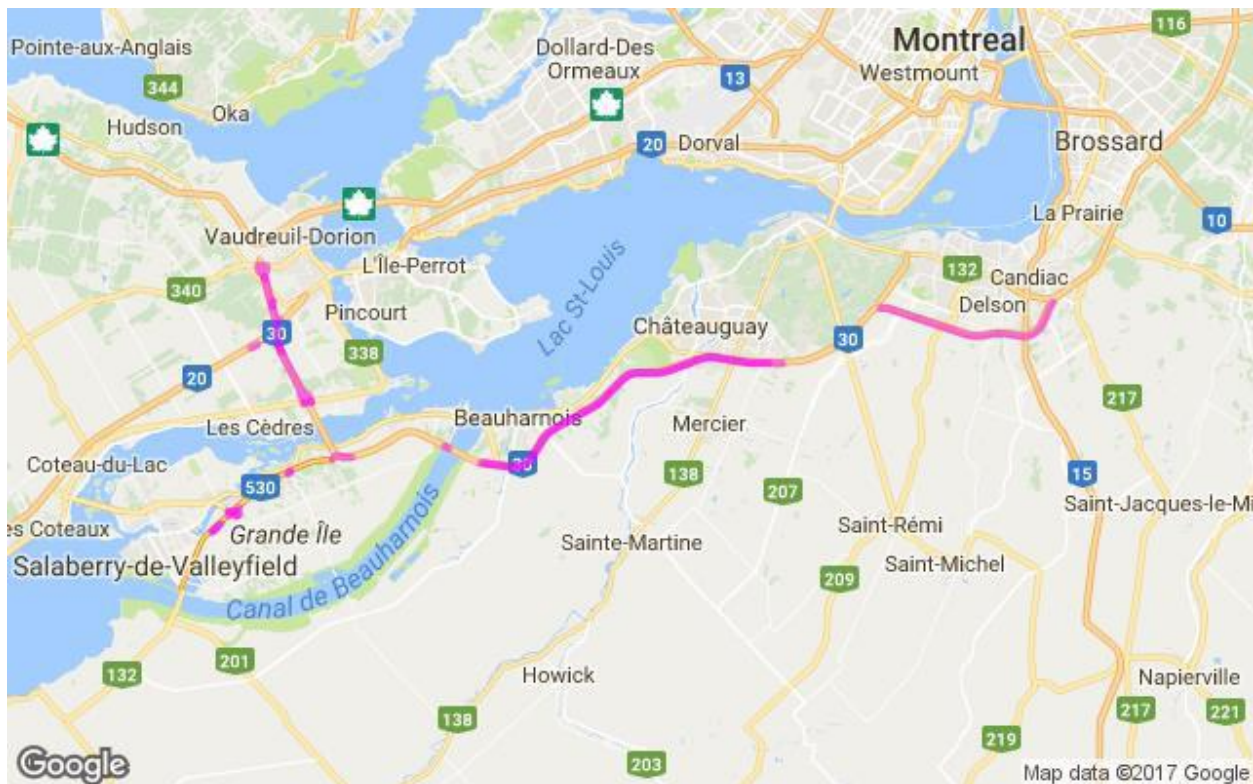 Montreal
116
Pointe-aux-Anglais
Dollard-Des
Ormeaux
13
Westmount
344
Oka
Hudson
20
Dorval
Brossard
La Prairie
10
Vaudreuil-Dorion
L'Île-Perrot
132
Candiac
Delson
340
Pincourt
Lac St-Louis
Châteauguay
30
30
338
20
217
Beauharnois
Mercier
Les Cèdres
30
Coteau-du-Lac
138
15
530
207
Saint-Jacques-le-Mi
es Coteaux
Grande Île
Saint-Rémi
Sainte-Martine
Salaberry-de-Valleyfield
Saint-Michel
209
Canal de Beauharnois
201
132
Howick
Napierville
138
217
221
219
203
Google
Map data ©2017 Google